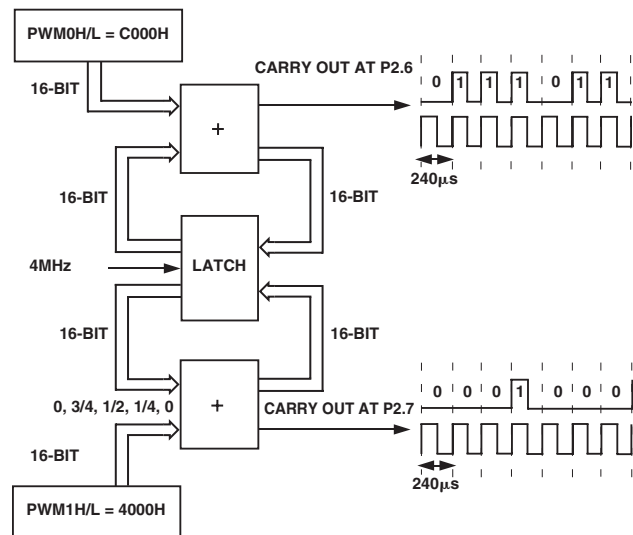 PWM0H/L = C000H
16-BIT
CARRY OUT AT P2.6
0 1 1 1 0 1 1
+
240μs
16-BIT
16-BIT
4MHz
LATCH
16-BIT
16-BIT
0 0 0 1 0 0 0
0, 3/4, 1/2, 1/4, 0
+
CARRY OUT AT P2.7
16-BIT
240μs
PWM1H/L = 4000H